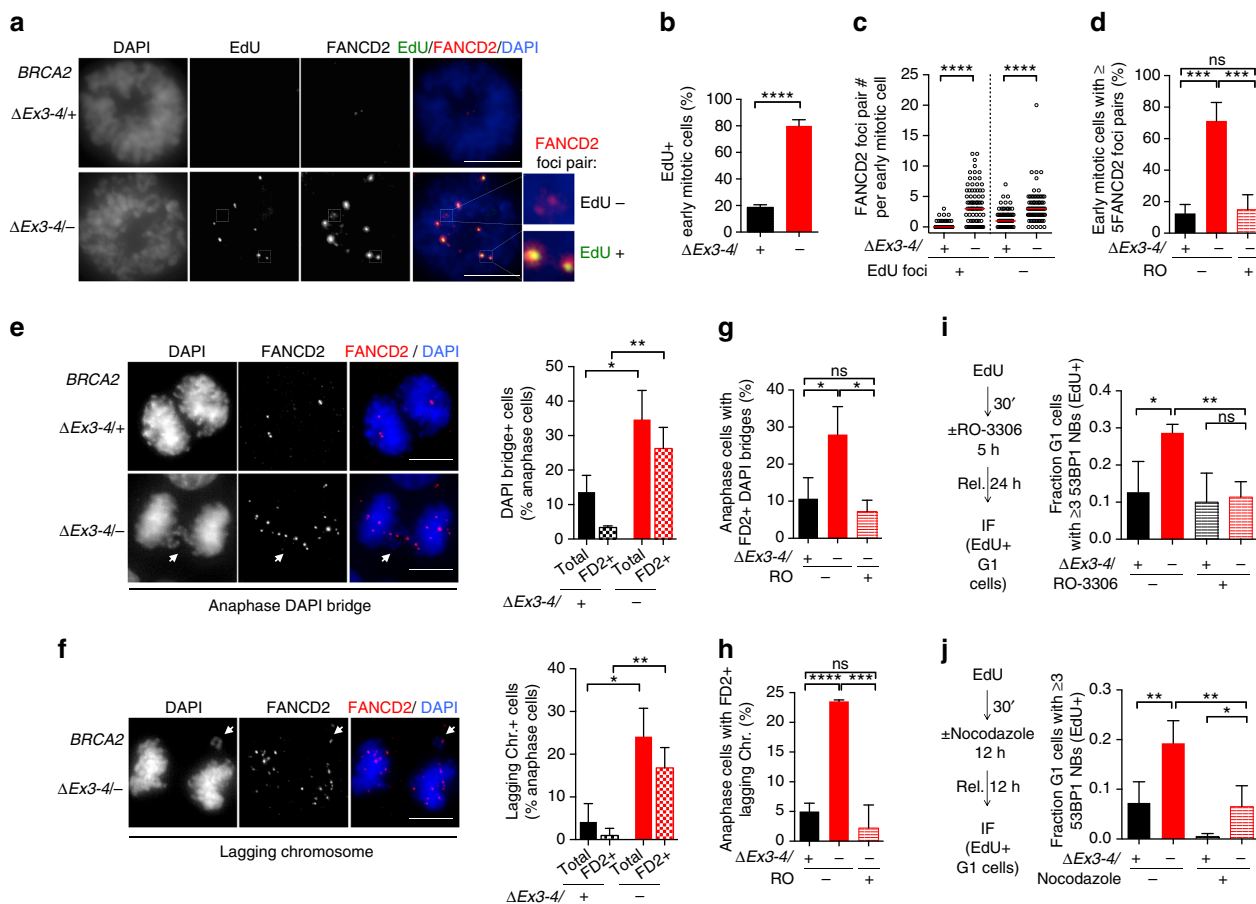 a
DAPI
EdU
FANCD2
EdU/FANCD2/DAPI
BRCA2
ΔEx3-4/+
ΔEx3-4/–
FANCD2
foci pair:
EdU –
EdU +
b
EdU+
early mitotic cells (%)
100
80
60
40
20
0
****
ΔEx3-4/
+
–
c
FANCD2 foci pair #
per early mitotic cell
25
20
15
10
5
0
****
****
ΔEx3-4/
+
–
+
–
EdU foci
+
–
d
Early mitotic cells with ≥
5FANCD2 foci pairs (%)
100
80
60
40
20
0
ns
***
***
ΔEx3-4/
+
–
–
RO
–
+
e
DAPI
FANCD2
FANCD2 / DAPI
BRCA2
ΔEx3-4/+
ΔEx3-4/–
Anaphase DAPI bridge
DAPI bridge+ cells
(% anaphase cells)
50
40
30
20
10
0
**
*
Total
FD2+
Total
FD2+
ΔEx3-4/
+
–
f
DAPI
FANCD2
FANCD2/ DAPI
BRCA2
ΔEx3-4/–
Lagging chromosome
Lagging Chr.+ cells
(% anaphase cells)
40
30
20
10
0
**
*
Total
FD2+
Total
FD2+
ΔEx3-4/
+
–
g
Anaphase cells with
FD2+ DAPI bridges (%)
50
40
30
20
10
0
ns
*
*
ΔEx3-4/
+
–
–
RO
–
+
h
Anaphase cells with FD2+
lagging Chr. (%)
25
20
15
10
5
0
ns
****
***
ΔEx3-4/
+
–
–
RO
–
+
i
EdU
30′
±RO-3306
5 h
Rel. 24 h
IF
(EdU+
G1
cells)
Fraction G1 cells
with ≥3 53BP1 NBs (EdU+)
0.4
0.3
0.2
0.1
0.0
*
**
ns
ΔEx3-4/
+
–
+
–
RO-3306
–
+
j
EdU
30′
±Nocodazole
12 h
Rel. 12 h
IF
(EdU+
G1 cells)
Fraction G1 cells with ≥3
53BP1 NBs (EdU+)
0.3
0.2
0.1
0.0
**
**
*
ΔEx3-4/
+
–
+
–
Nocodazole
–
+